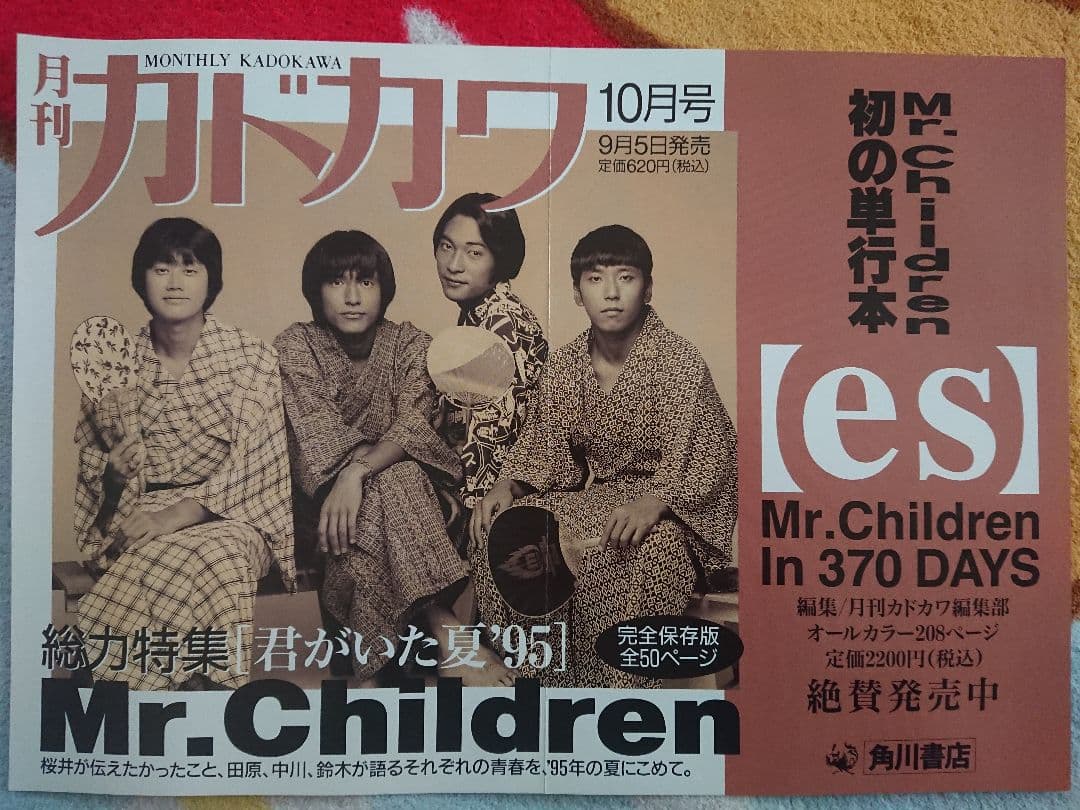 月刊
カドカワ
MONTHLY KADOKAWA
10月号
9月5日発売
定価620円(税込)
総力特集[君がいた夏'95]
完全保存版
全50ページ
Mr.Children
桜井が伝えたかったこと、田原、中川、鈴木が語るそれぞれの青春を、'95年の夏にこめて。
Mr.Children
初の単行本
【es】
Mr.Children
In 370 DAYS
編集/月刊カドカワ編集部
オールカラー208ページ
定価2200円(税込)
絶賛発売中
角川書店